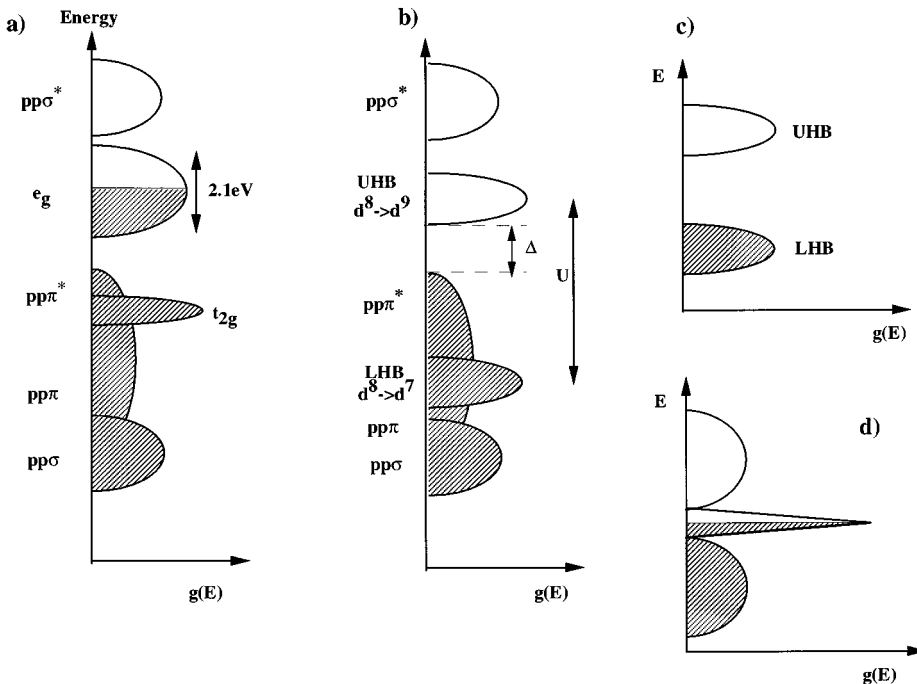 a)
Energy
ppσ*
e_g
2.1eV
ppπ*
t_2g
ppπ
ppσ
g(E)
b)
ppσ*
UHB
d^8->d^9
Δ
U
ppπ*
LHB
d^8->d^7
ppπ
ppσ
g(E)
c)
E
UHB
LHB
g(E)
d)
E
g(E)